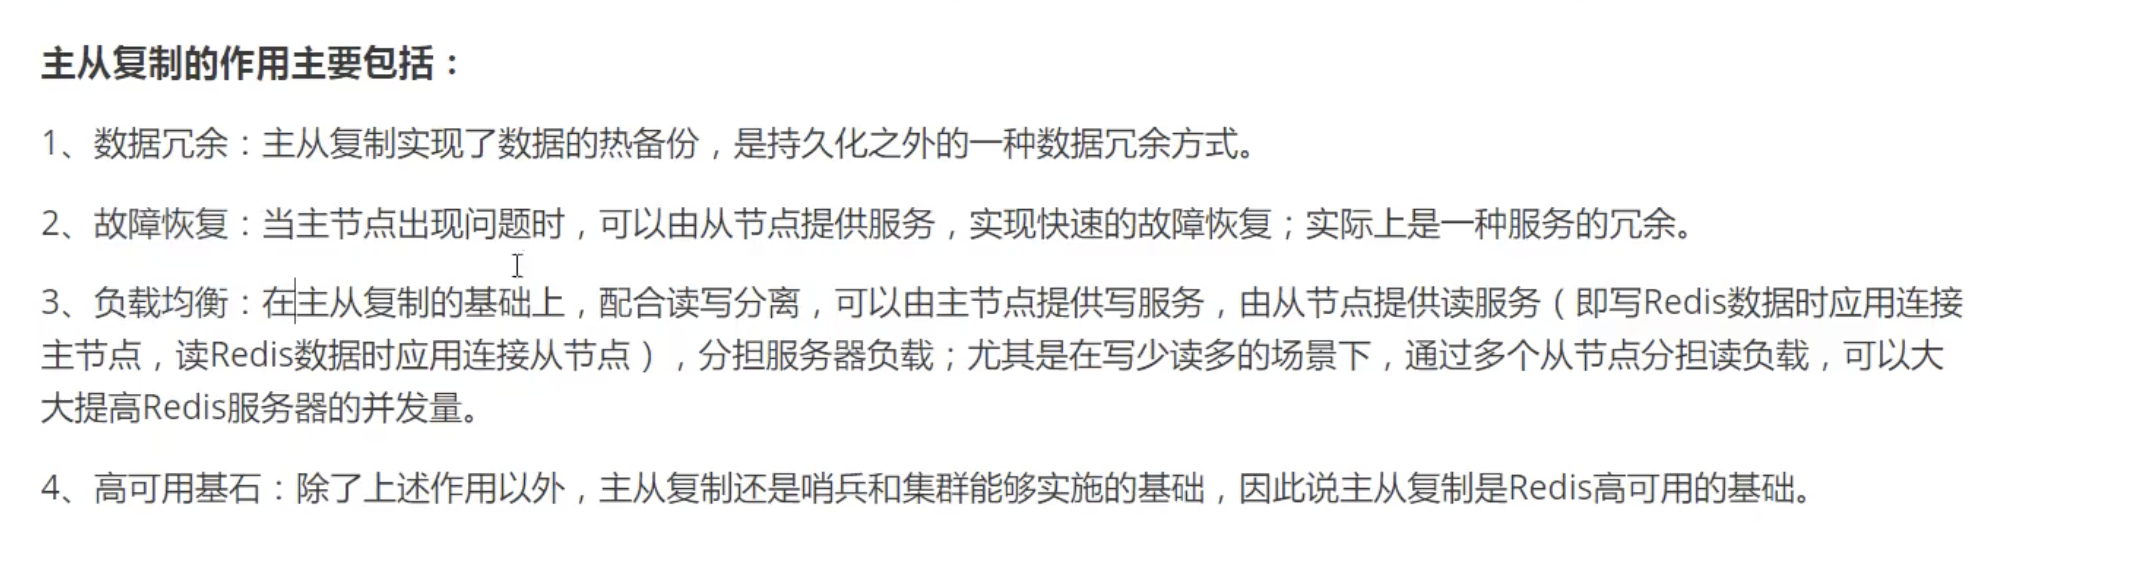 主从复制的作用主要包括：
1、数据冗余：主从复制实现了数据的热备份，是持久化之外的一种数据冗余方式。
2、故障恢复：当主节点出现问题时，可以由从节点提供服务，实现快速的故障恢复；实际上是一种服务的冗余。
3、负载均衡：在主从复制的基础上，配合读写分离，可以由主节点提供写服务，由从节点提供读服务（即写Redis数据时应用连接
主节点，读Redis数据时应用连接从节点），分担服务器负载；尤其是在写少读多的场景下，通过多个从节点分担读负载，可以大
大提高Redis服务器的并发量。
4、高可用基石：除了上述作用以外，主从复制还是哨兵和集群能够实施的基础，因此说主从复制是Redis高可用的基础。